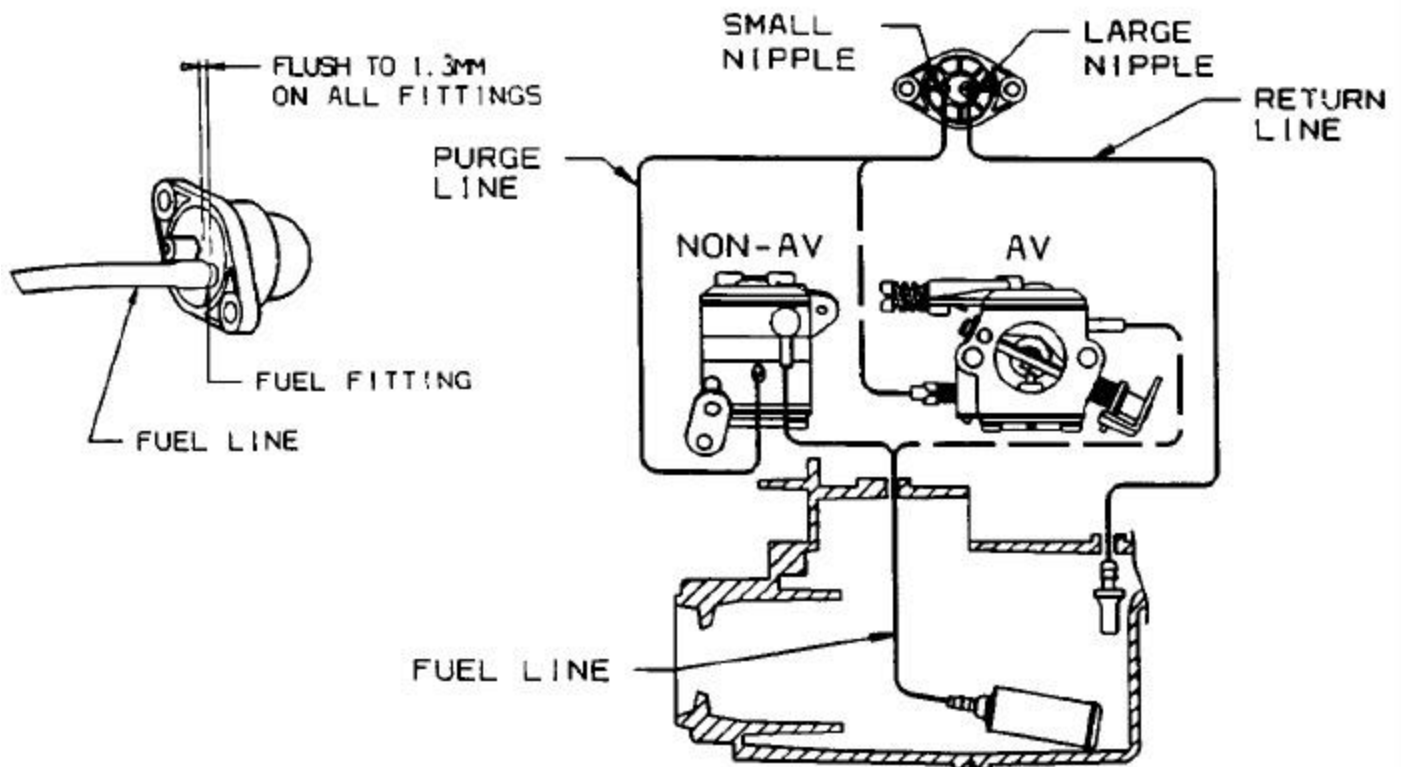 FLUSH TO 1.3MM
ON ALL FITTINGS
SMALL
NIPPLE
LARGE
NIPPLE
RETURN
LINE
PURGE
LINE
NON-AV
AV
FUEL FITTING
FUEL LINE
FUEL LINE